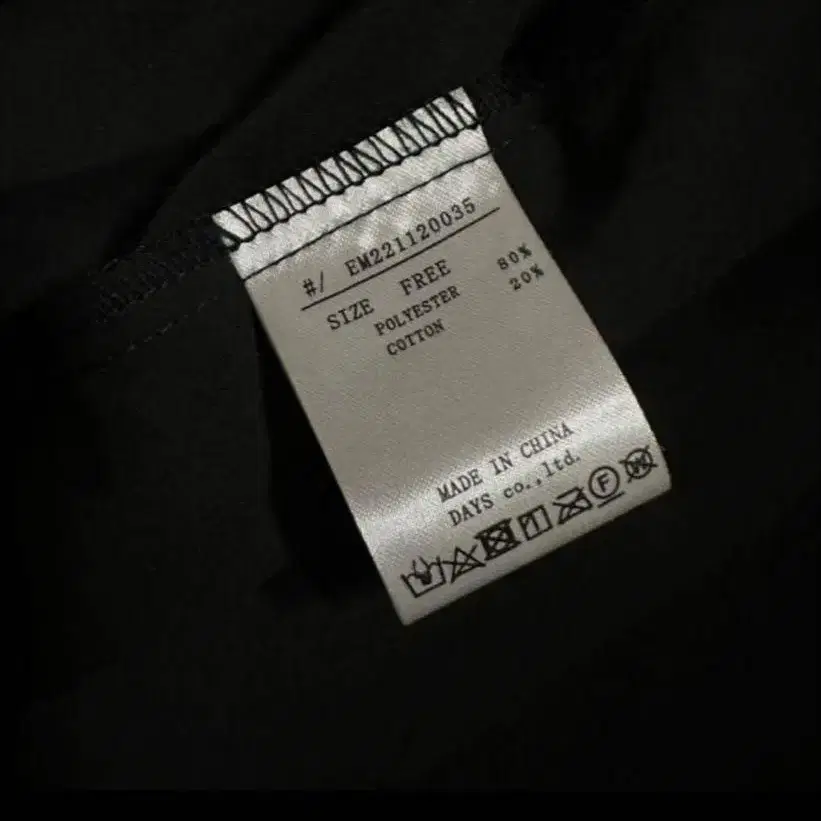 #/ EM221120035
SIZE FREE
POLYESTER 80%
COTTON 20%
MADE IN CHINA
DAYS co.,ltd.
F
W